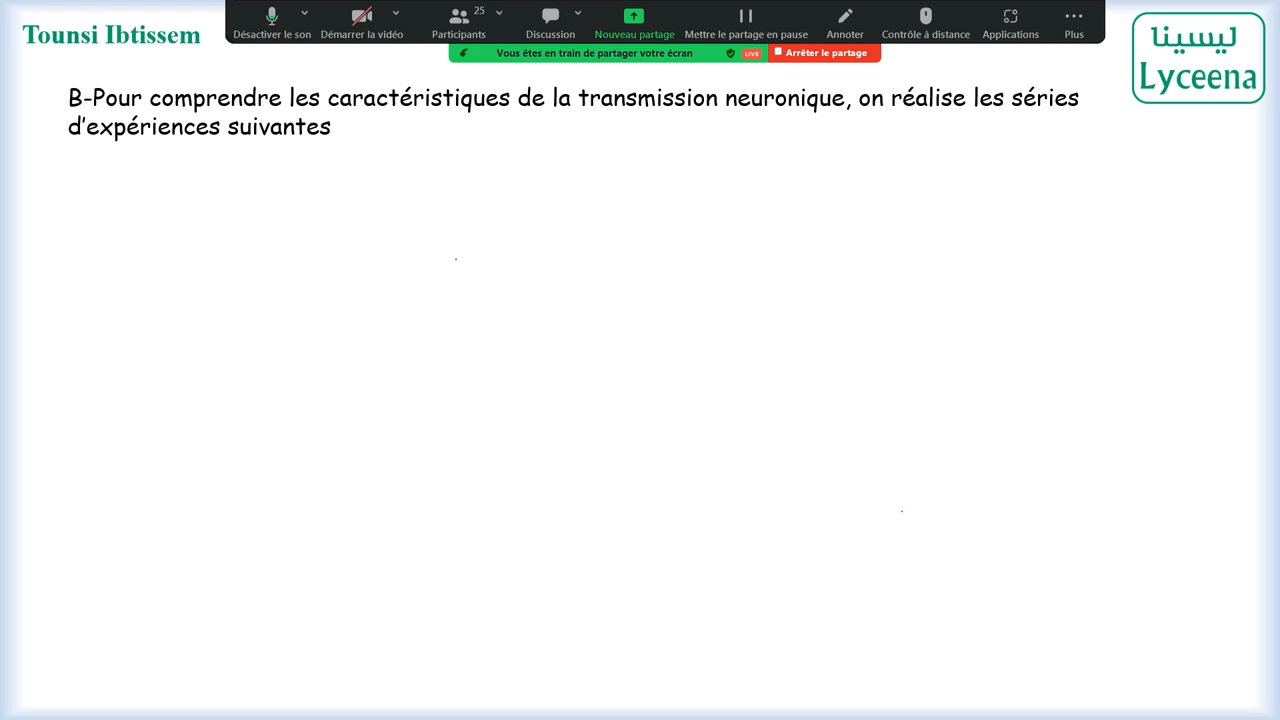 Tounsi Ibtissem
25
Désactiver le son Démarrer la vidéo Participants Discussion Nouveau partage Mettre le partage en pause Annoter Contrôle à distance Applications Plus
Vous êtes en train de partager votre écran LIVE Arrêter le partage
ليسينا
Lyceena
B-Pour comprendre les caractéristiques de la transmission neuronique, on réalise les séries
d'expériences suivantes